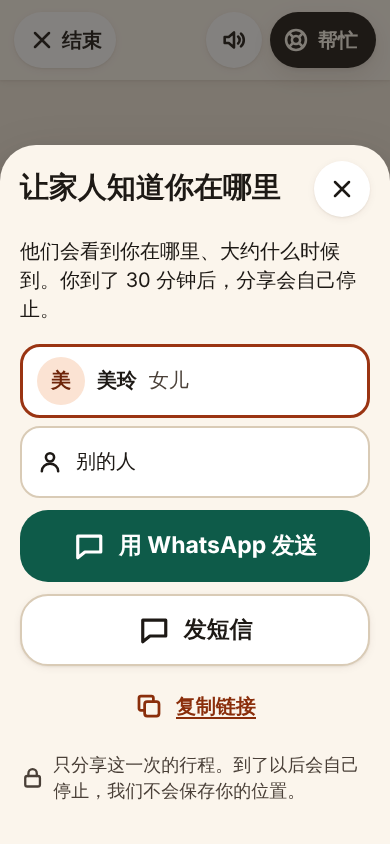 结束
帮忙
让家人知道你在哪里
他们会看到你在哪里、大约什么时候
到。你到了 30 分钟后，分享会自己停
止。
美 美玲 女儿
别的人
用 WhatsApp 发送
发短信
复制链接
只分享这一次的行程。到了以后会自己
停止，我们不会保存你的位置。